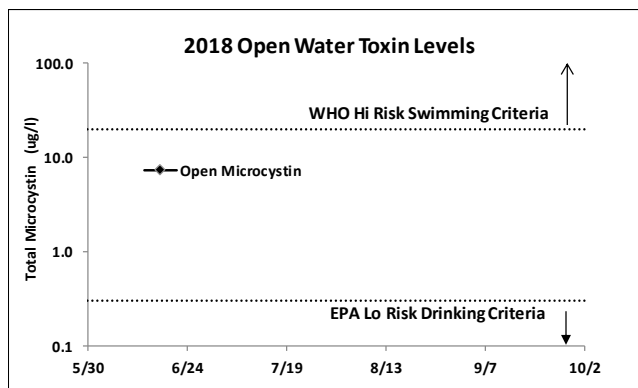 2018 Open Water Toxin Levels
Total Microcystin (ug/l)
100.0
10.0
1.0
0.1
WHO Hi Risk Swimming Criteria
Open Microcystin
EPA Lo Risk Drinking Criteria
5/30 6/24 7/19 8/13 9/7 10/2